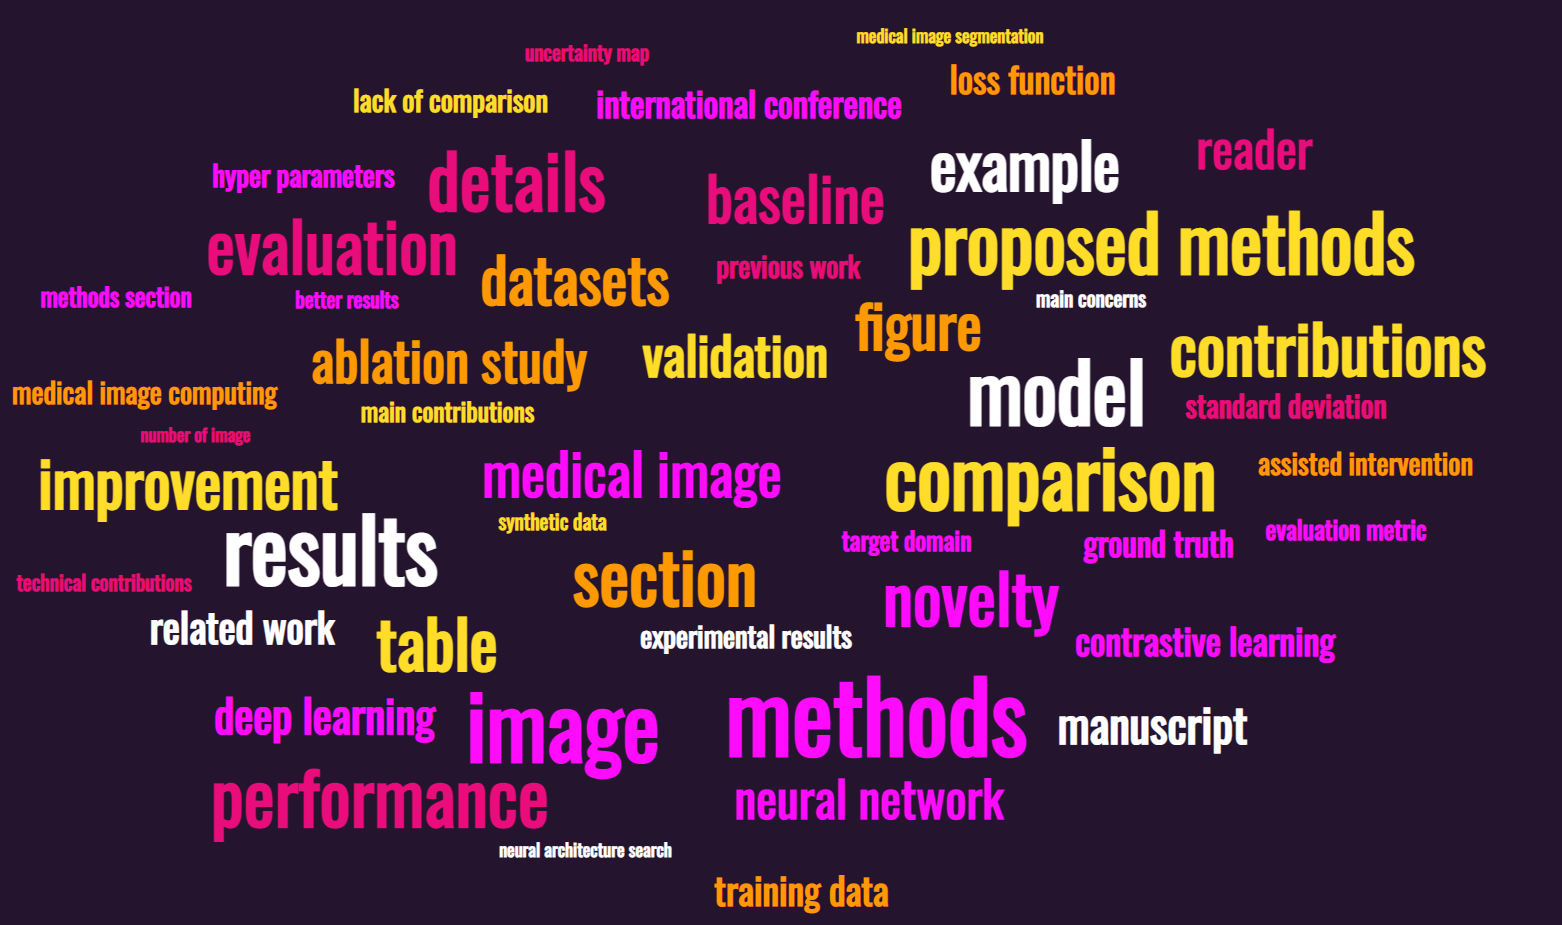 medical image segmentation
uncertainty map
loss function
lack of comparison
international conference
example
reader
hyper parameters
details
baseline
evaluation
proposed methods
datasets
previous work
methods section
better results
main concerns
figure
ablation study
validation
contributions
medical image computing
model
main contributions
standard deviation
number of image
improvement
medical image
comparison
assisted intervention
synthetic data
results
target domain
ground truth
evaluation metric
technical contributions
section
novelty
related work
table
experimental results
contrastive learning
deep learning
image
methods
manuscript
performance
neural network
neural architecture search
training data